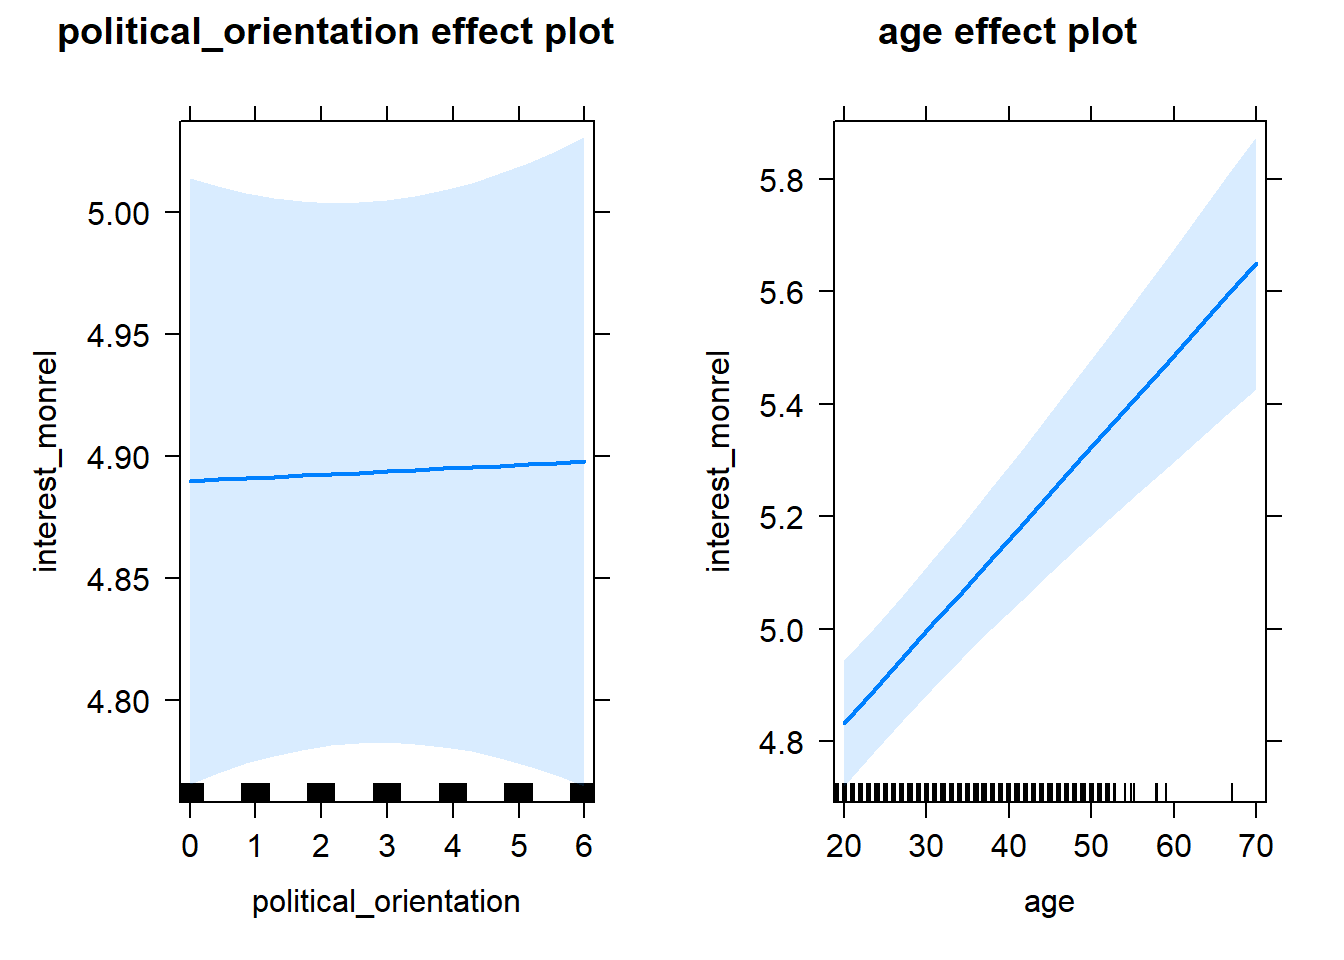 political_orientation effect plot
interest_monrel
5.00
4.95
4.90
4.85
4.80
0 1 2 3 4 5 6
political_orientation
age effect plot
interest_monrel
5.8
5.6
5.4
5.2
5.0
4.8
20 30 40 50 60 70
age